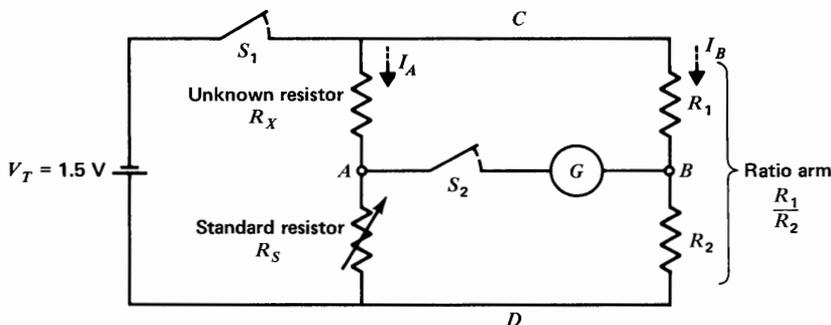 C
S1
IA
IB
Unknown resistor
RX
R1
VT = 1.5 V
A
S2
G
B
Ratio arm
R1
R2
Standard resistor
RS
R2
D